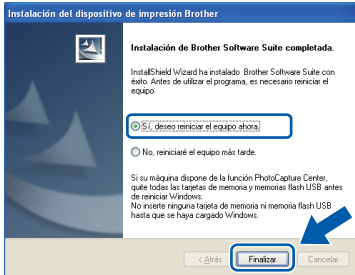 Instalación del dispositivo de impresión Brother
Instalación de Brother Software Suite completada.
InstallShield Wizard ha instalado Brother Software Suite con
éxito. Antes de utilizar el programa, es necesario reiniciar el
equipo.
Sí, deseo reiniciar el equipo ahora.
No, reiniciaré el equipo más tarde.
Si su máquina dispone de la función PhotoCapture Center,
quite todas las tarjetas de memoria y memorias flash USB antes
de reiniciar Windows.
No inserte ninguna tarjeta de memoria ni memoria flash USB
hasta que se haya cargado Windows.
< Atrás Finalizar Cancelar